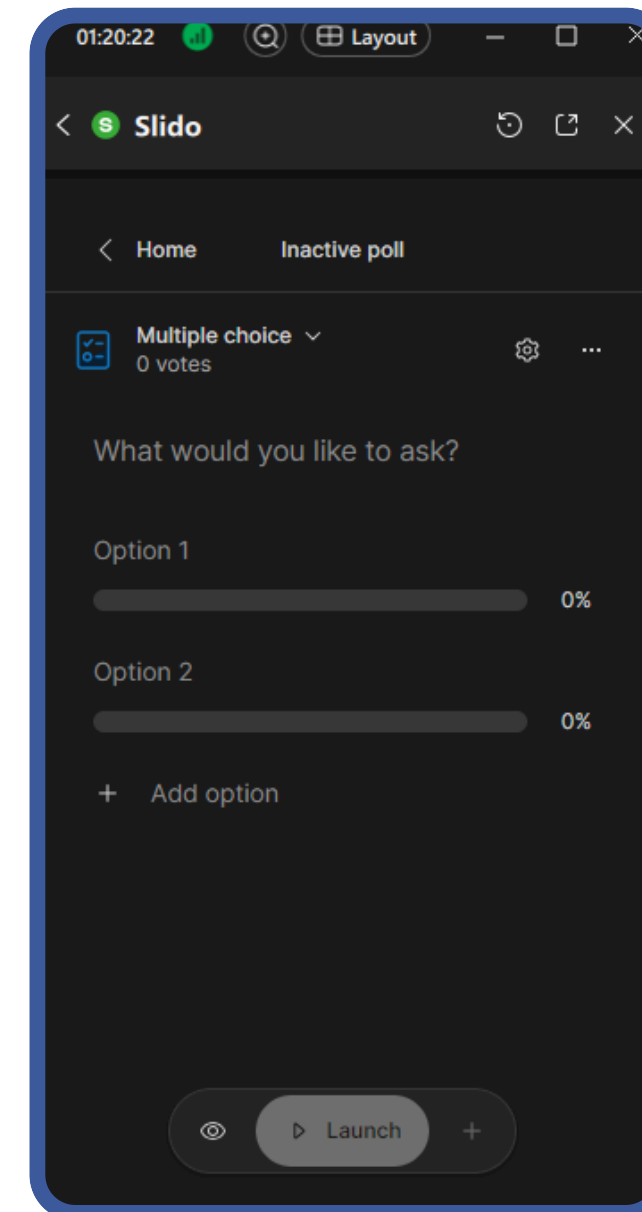 01:20:22 Layout
S Slido
Home Inactive poll
Multiple choice
0 votes
What would you like to ask?
Option 1
0%
Option 2
0%
+ Add option
Launch +